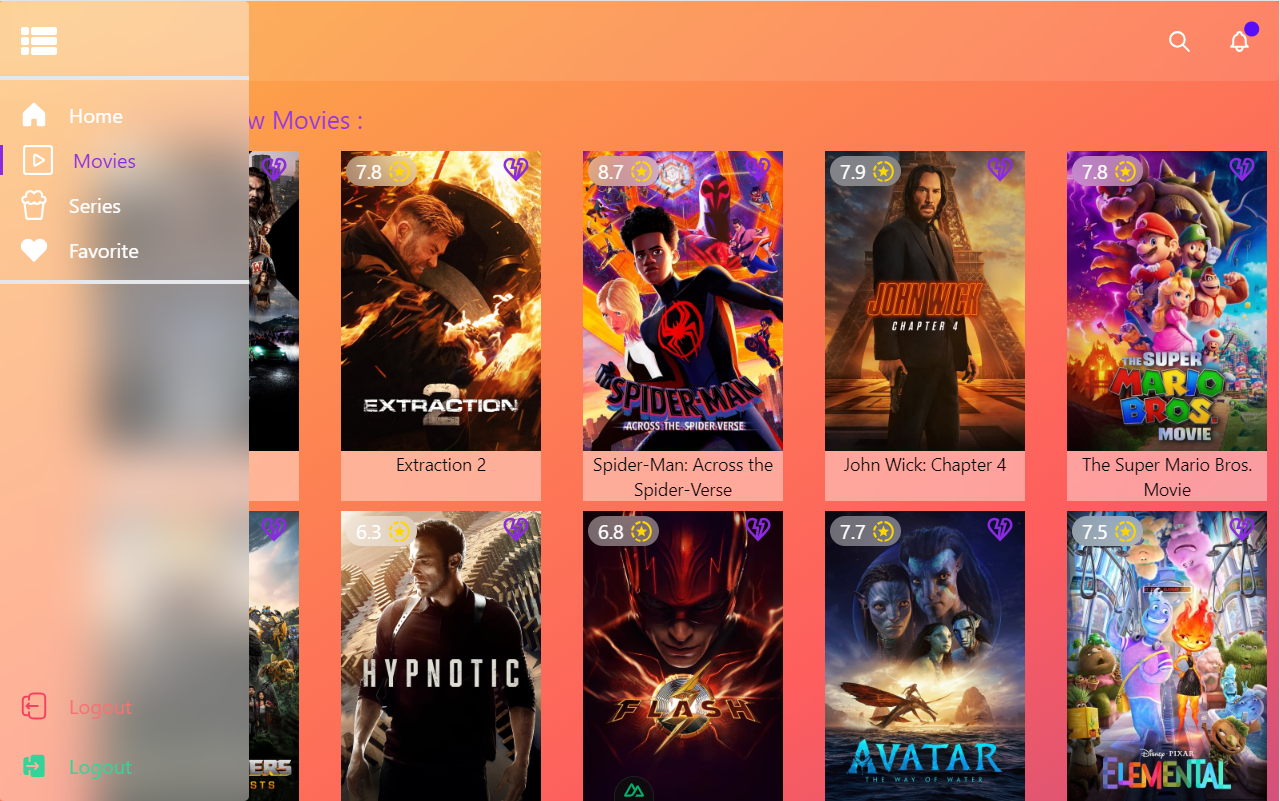 Home
Movies
Series
Favorite
Logout
Logout
w Movies :
7.8
EXTRACTION
2
Extraction 2
8.7
SPIDER-MAN
ACROSS THE SPIDER-VERSE
Spider-Man: Across the
Spider-Verse
7.9
JOHN WICK
CHAPTER 4
John Wick: Chapter 4
7.8
THE SUPER
MARIO
BROS.
MOVIE
The Super Mario Bros.
Movie
ERS
STS
6.3
HYPNOTIC
6.8
FLASH
7.7
AVATAR
THE WAY OF WATER
7.5
Disney PIXAR
ELEMENTAL